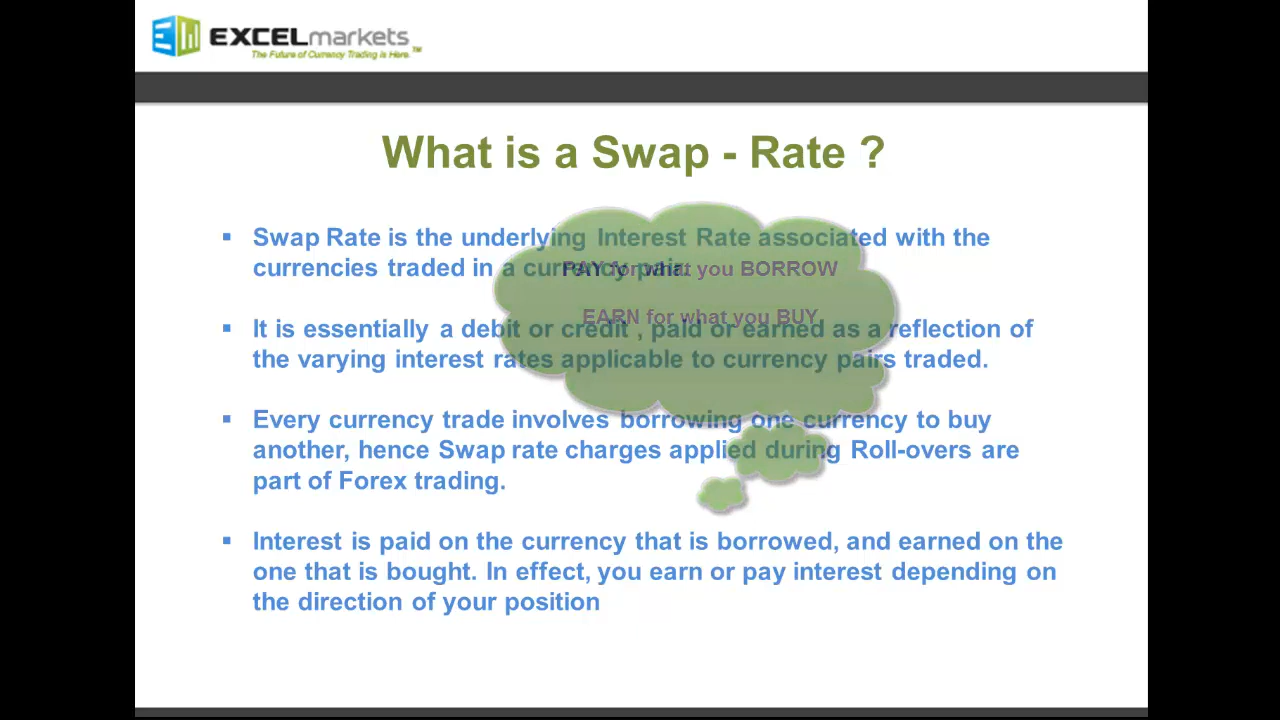 EXCELmarkets
The Future of Currency Trading is Here.™
What is a Swap - Rate ?
▪ Swap Rate is the underlying Interest Rate associated with the
currencies traded in a currency pair.
PAY for what you BORROW
EARN for what you BUY
▪ It is essentially a debit or credit , paid or earned as a reflection of
the varying interest rates applicable to currency pairs traded.
▪ Every currency trade involves borrowing one currency to buy
another, hence Swap rate charges applied during Roll-overs are
part of Forex trading.
▪ Interest is paid on the currency that is borrowed, and earned on the
one that is bought. In effect, you earn or pay interest depending on
the direction of your position